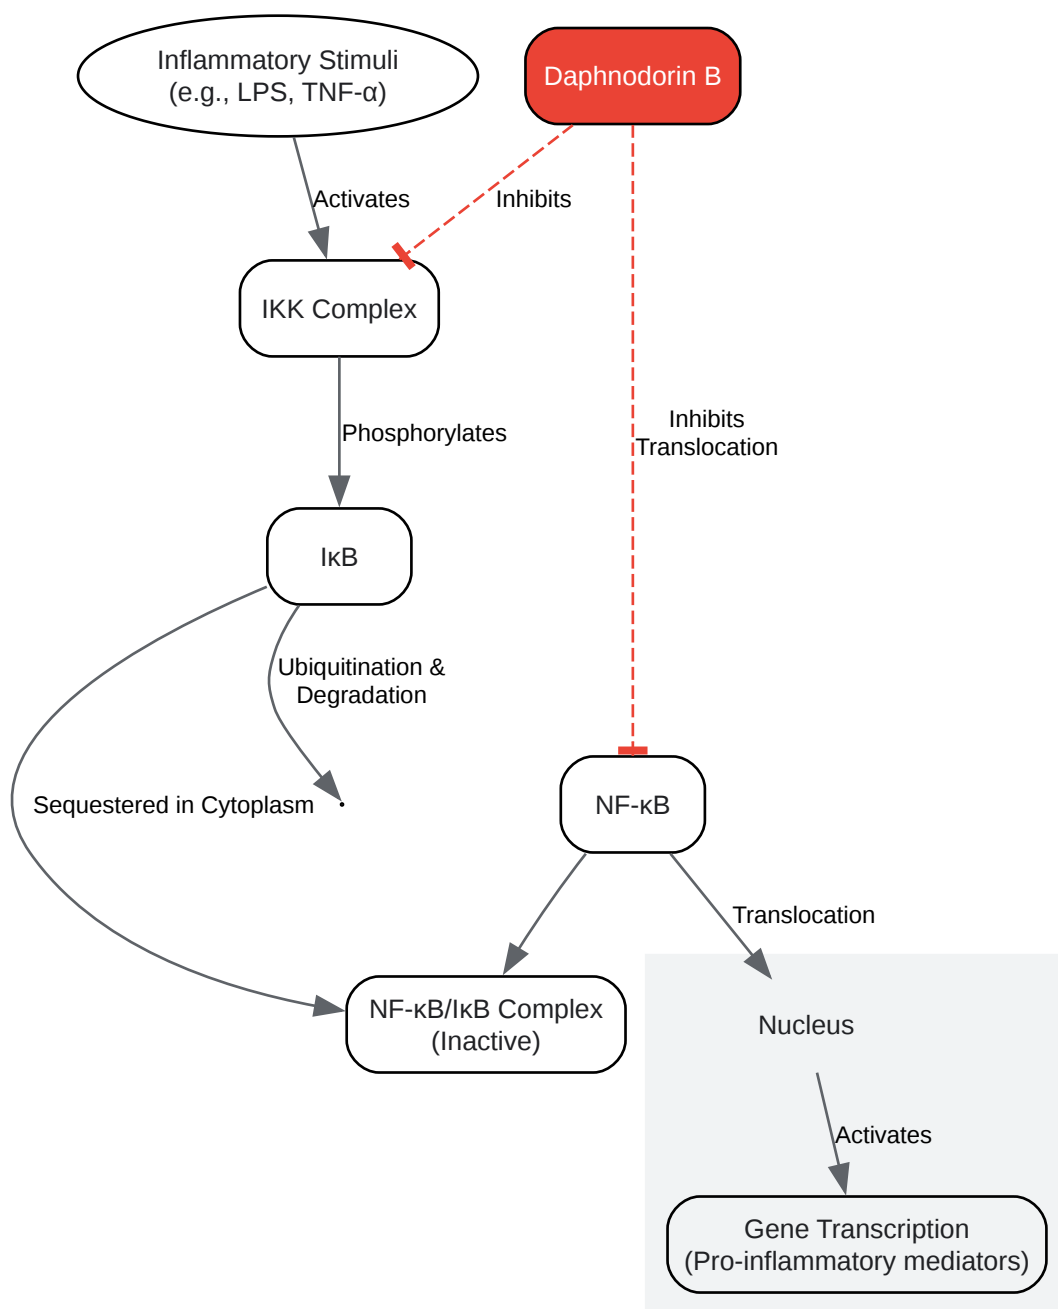 Inflammatory Stimuli
(e.g., LPS, TNF-α)
Daphnodorin B
Activates
Inhibits
IKK Complex
Phosphorylates
Inhibits
Translocation
IκB
Ubiquitination &
Degradation
Sequestered in Cytoplasm
NF-κB
Translocation
NF-κB/IκB Complex
(Inactive)
Nucleus
Activates
Gene Transcription
(Pro-inflammatory mediators)